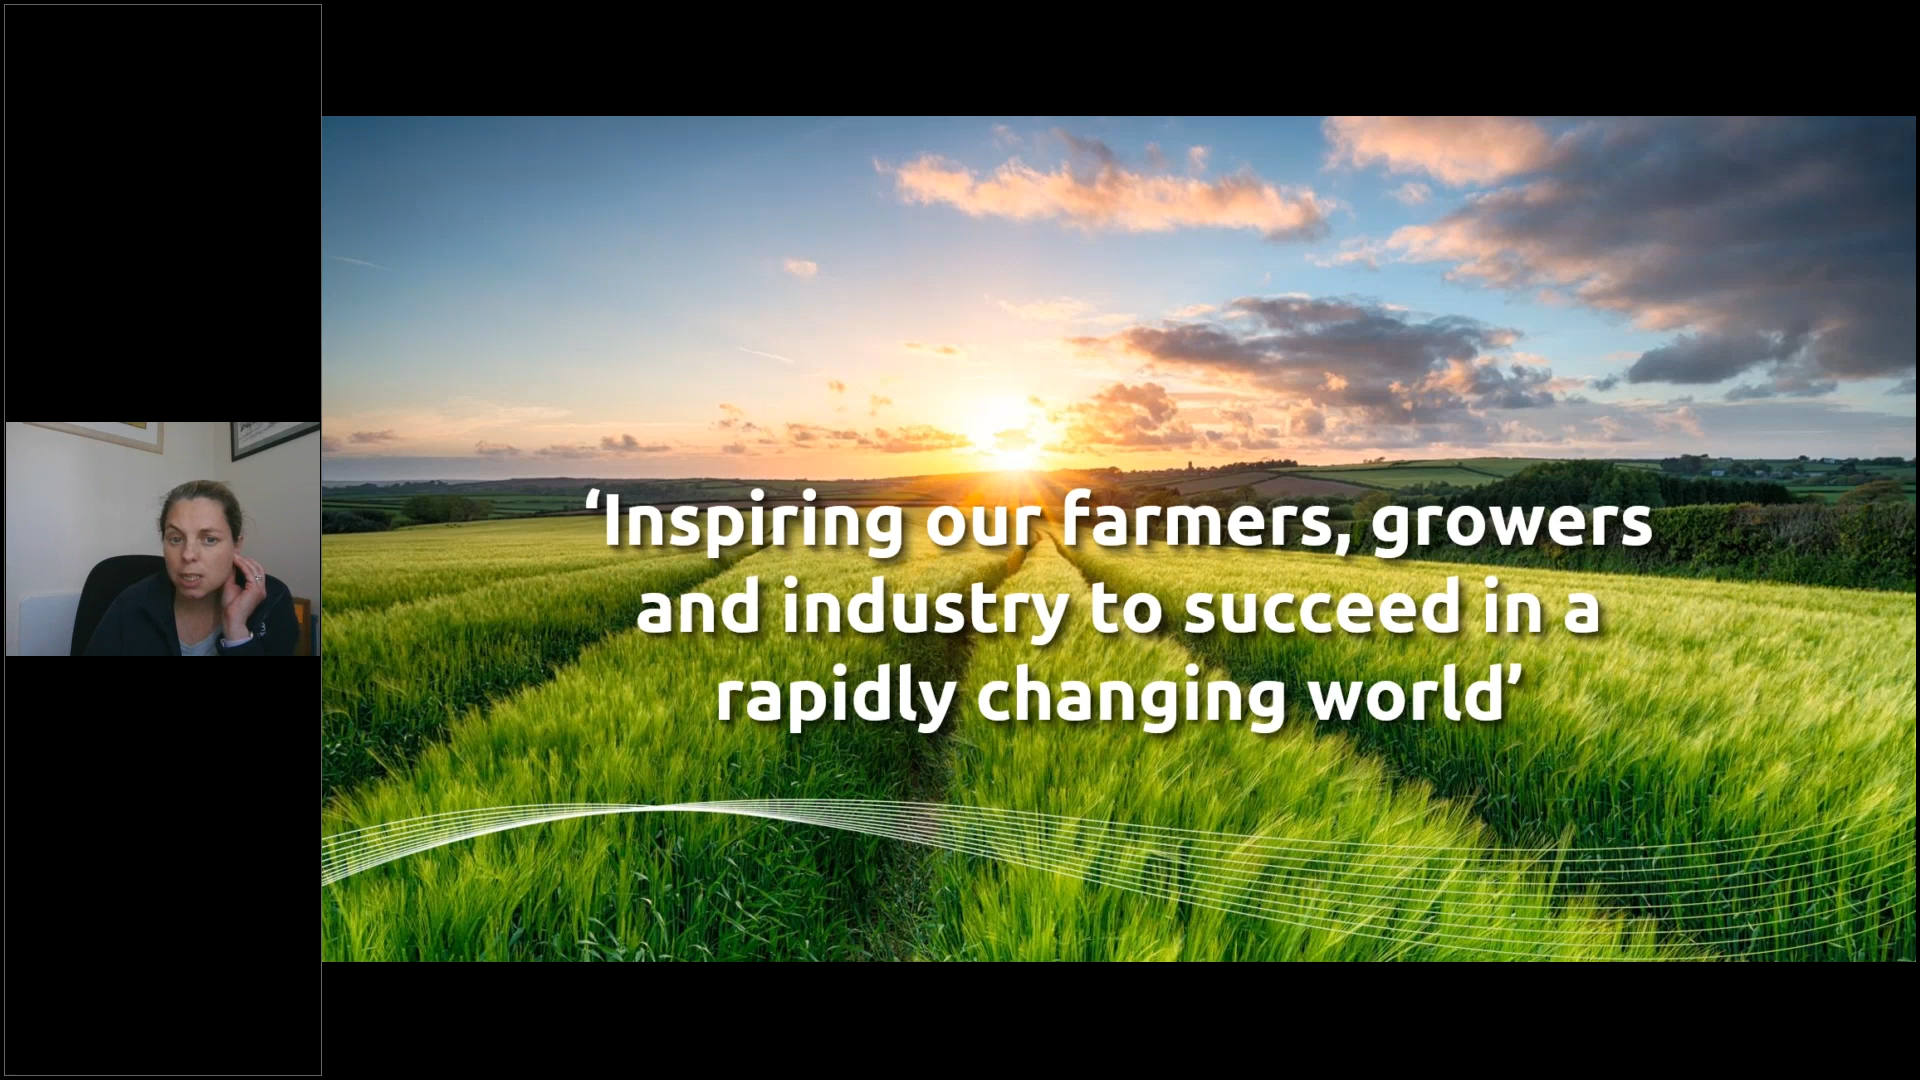 ‘Inspiring our farmers, growers
and industry to succeed in a
rapidly changing world’